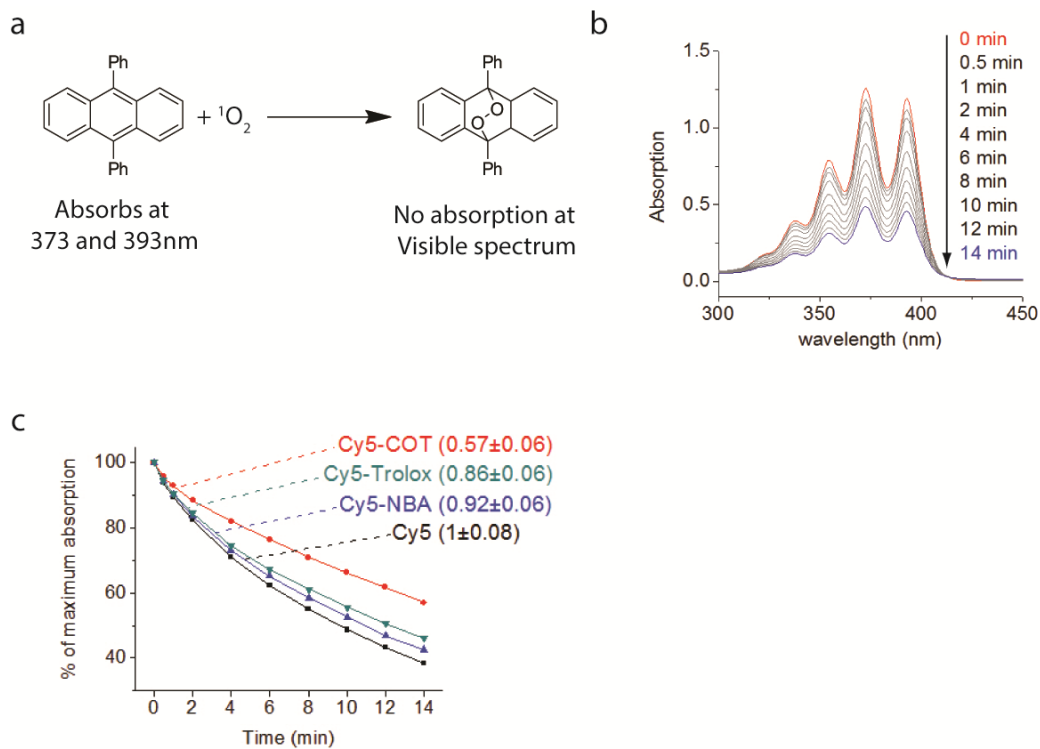 a
Ph
Ph
+ ¹O₂
O
O
Ph
Ph
Absorbs at
373 and 393nm
No absorption at
Visible spectrum
b
Absorption
1.5
1.0
0.5
0.0
300
350
400
450
wavelength (nm)
0 min
0.5 min
1 min
2 min
4 min
6 min
8 min
10 min
12 min
14 min
c
% of maximum absorption
100
80
60
40
0
2
4
6
8
10
12
14
Time (min)
Cy5-COT (0.57±0.06)
Cy5-Trolox (0.86±0.06)
Cy5-NBA (0.92±0.06)
Cy5 (1±0.08)